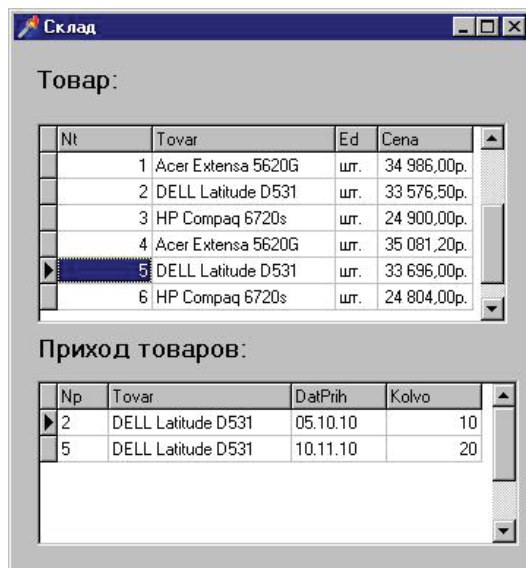 Склад
Товар:
Nt Tovar Ed Cena
1 Acer Extensa 5620G шт. 34 986,00р.
2 DELL Latitude D531 шт. 33 576,50р.
3 HP Compaq 6720s шт. 24 900,00р.
4 Acer Extensa 5620G шт. 35 081,20р.
5 DELL Latitude D531 шт. 33 696,00р.
6 HP Compaq 6720s шт. 24 804,00р.
Приход товаров:
Np Tovar DatPrih Kolvo
2 DELL Latitude D531 05.10.10 10
5 DELL Latitude D531 10.11.10 20